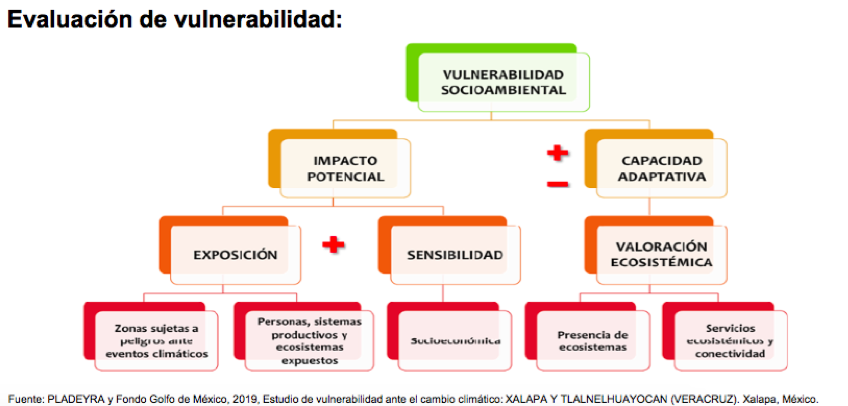 Evaluación de vulnerabilidad:
VULNERABILIDAD
SOCIOAMBIENTAL
IMPACTO
POTENCIAL
+
−
CAPACIDAD
ADAPTATIVA
EXPOSICIÓN
+
SENSIBILIDAD
VALORACIÓN
ECOSISTÉMICA
Zonas sujetas a
peligros ante
eventos climáticos
Personas, sistemas
productivos y
ecosistemas
expuestos
Socioeconómica
Presencia de
ecosistemas
Servicios
ecosistémicos y
conectividad
Fuente: PLADEYRA y Fondo Golfo de México, 2019, Estudio de vulnerabilidad ante el cambio climático: XALAPA Y TLALNELHUAYOCAN (VERACRUZ). Xalapa, México.